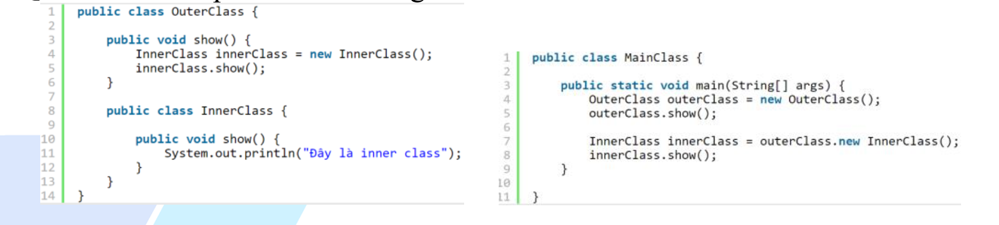 1 public class OuterClass {
2
3 public void show() {
4 InnerClass innerClass = new InnerClass();
5 innerClass.show();
6 }
7
8 public class InnerClass {
9
10 public void show() {
11 System.out.println("Đây là inner class");
12 }
13 }
14 }
1 public class MainClass {
2
3 public static void main(String[] args) {
4 OuterClass outerClass = new OuterClass();
5 outerClass.show();
6
7 InnerClass innerClass = outerClass.new InnerClass();
8 innerClass.show();
9 }
10
11 }